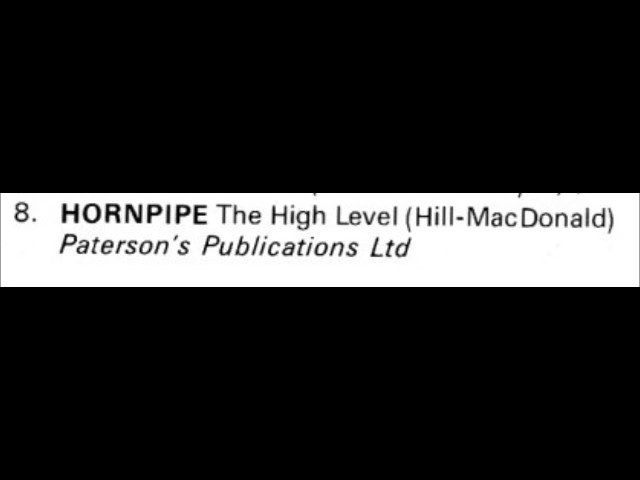 8. HORNPIPE The High Level (Hill-MacDonald)
Paterson's Publications Ltd